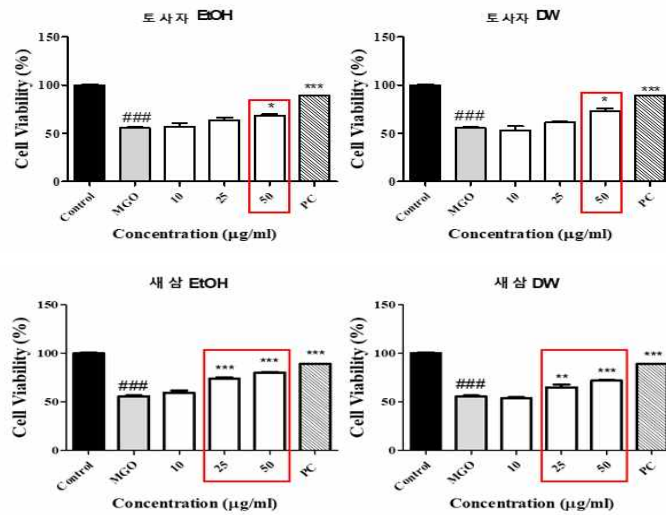 토사자 EtOH
Cell Viability (%)
150
100
50
0
###
*
***
Control
MGO
10
25
50
PC
Concentration (μg/ml)
토사자 DW
Cell Viability (%)
150
100
50
0
###
*
***
Control
MGO
10
25
50
PC
Concentration (μg/ml)
새삼 EtOH
Cell Viability (%)
150
100
50
0
###
***
***
***
Control
MGO
10
25
50
PC
Concentration (μg/ml)
새삼 DW
Cell Viability (%)
150
100
50
0
###
**
***
***
Control
MGO
10
25
50
PC
Concentration (μg/ml)